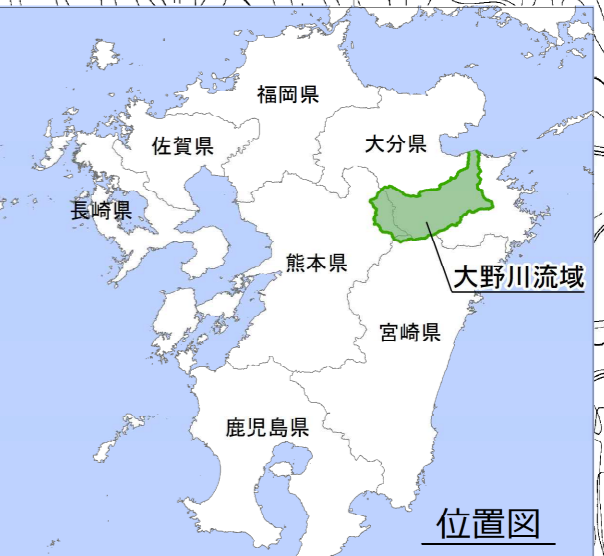 福岡県
大分県
佐賀県
長崎県
熊本県
大野川流域
宮崎県
鹿児島県
位置図